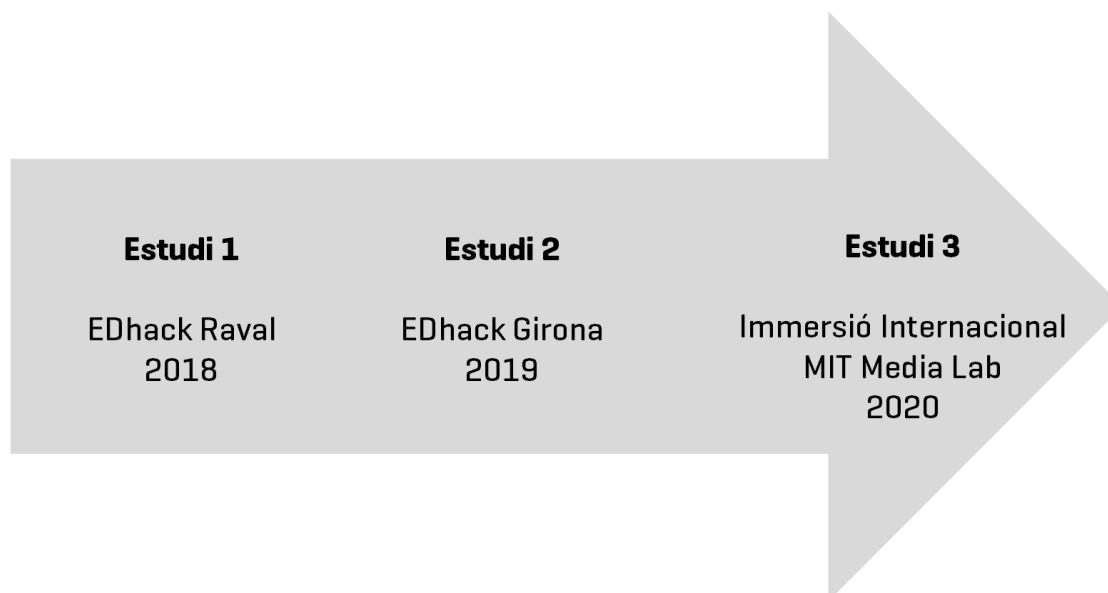 Estudi 1
EDhack Raval
2018
Estudi 2
EDhack Girona
2019
Estudi 3
Immersió Internacional
MIT Media Lab
2020